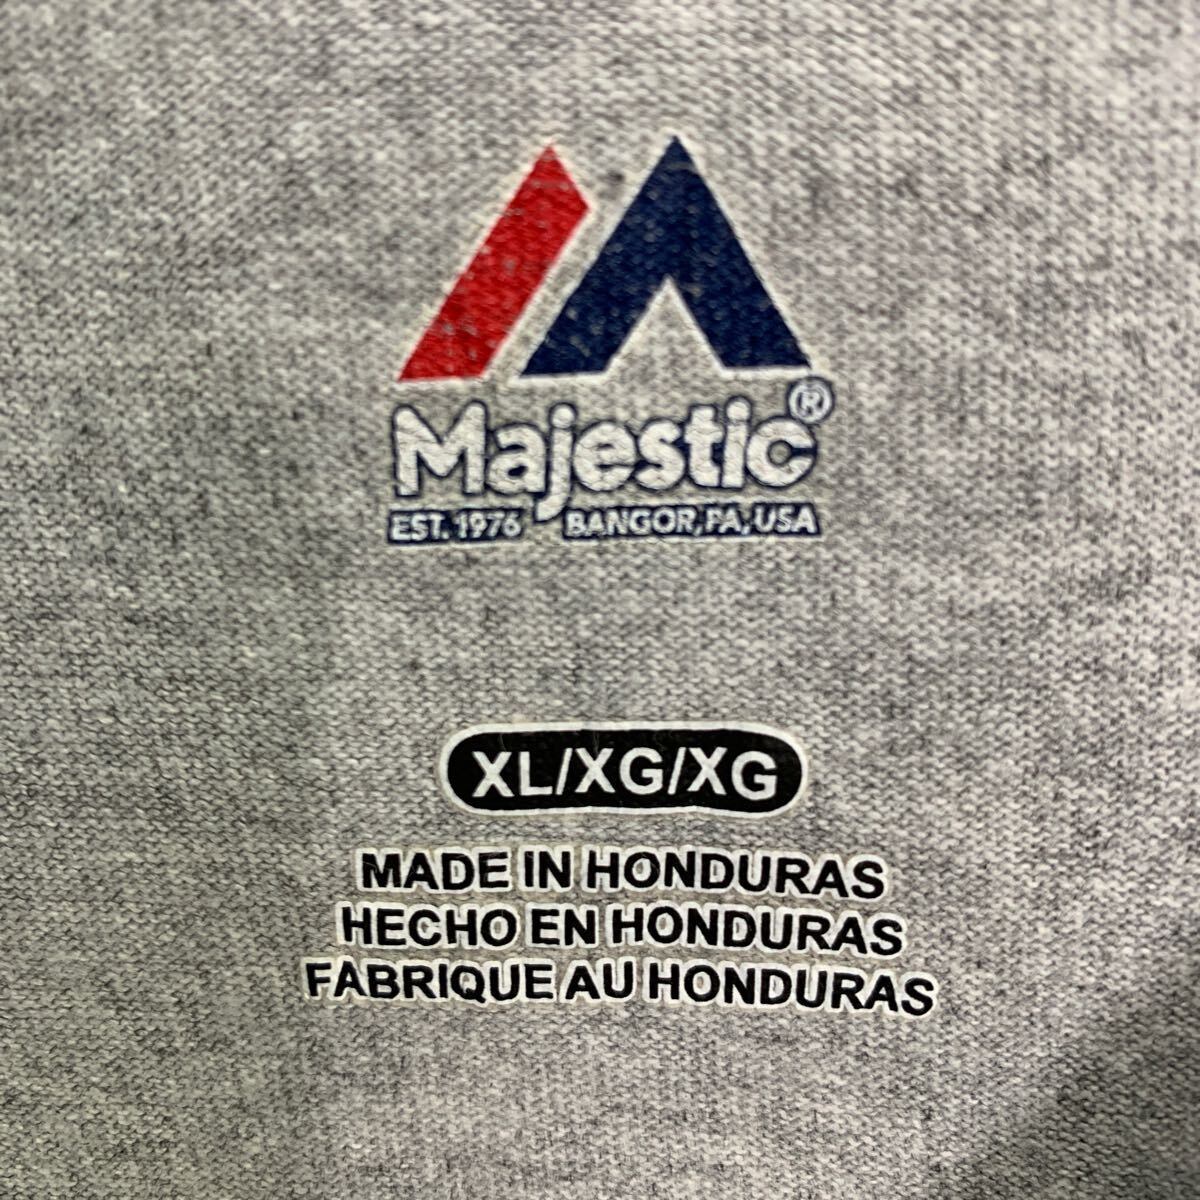 Majestic®
EST. 1976 BANGOR, PA, USA
XL/XG/XG
MADE IN HONDURAS
HECHO EN HONDURAS
FABRIQUE AU HONDURAS